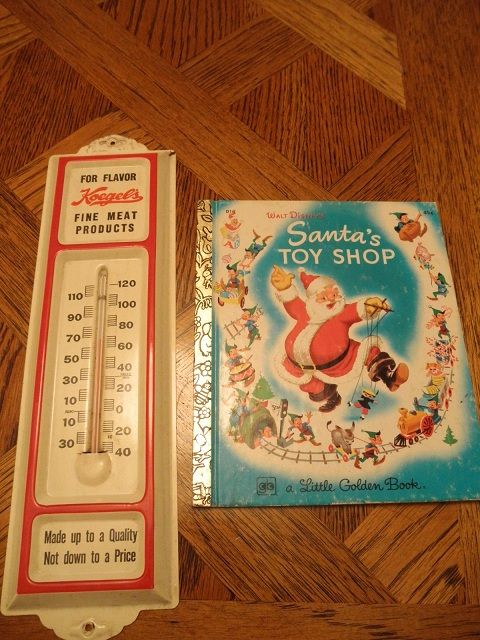 FOR FLAVOR
Koegel's
FINE MEAT
PRODUCTS
120
110
100
90
80
70
60
50
40
30
20
10
0
10
20
30
40
Made up to a Quality
Not down to a Price
D16
WALT DISNEY'S
Santa's
TOY SHOP
a Little Golden Book®